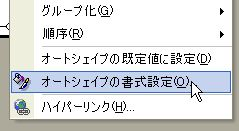 グループ化(G)
順序(R)
オートシェイプの既定値に設定(D)
オートシェイプの書式設定(O)...
ハイパーリンク(H)...